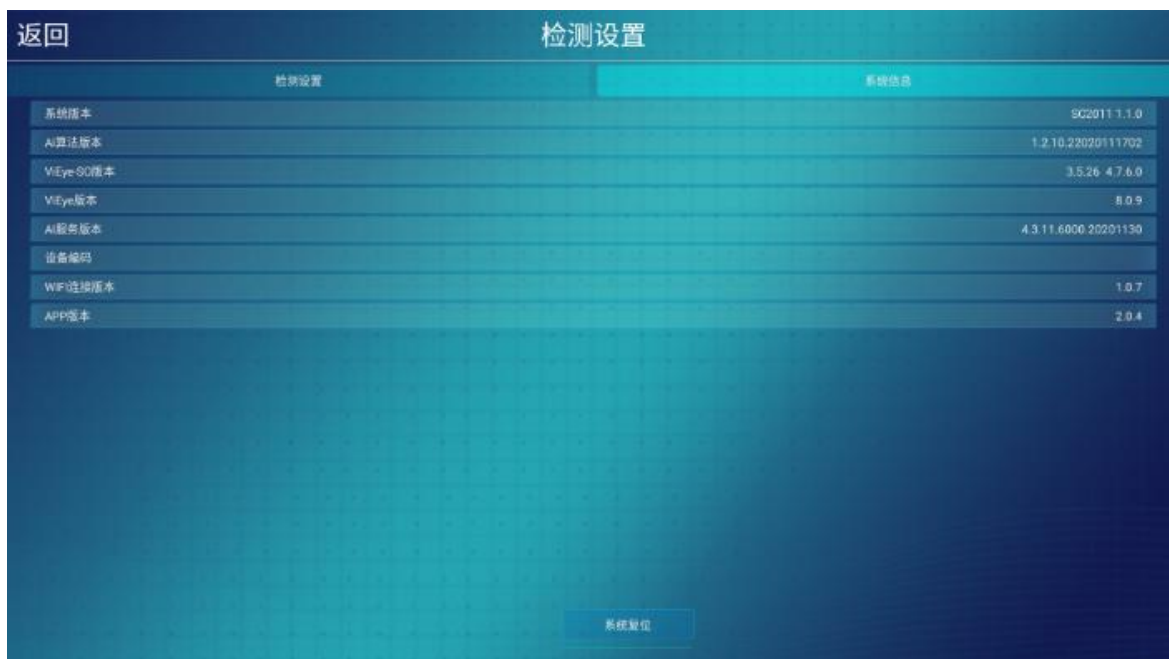 返回
检测设置
检测设置
系统信息
系统版本 SC2011 1.1.0
AI算法版本 1.2.10.22020111702
ViEye-SO版本 3.5.26 4.7.6.0
ViEye版本 8.0.9
AI服务版本 4.3.11.6000.20201130
设备编码
WIFI连接版本 1.0.7
APP版本 2.0.4
系统复位